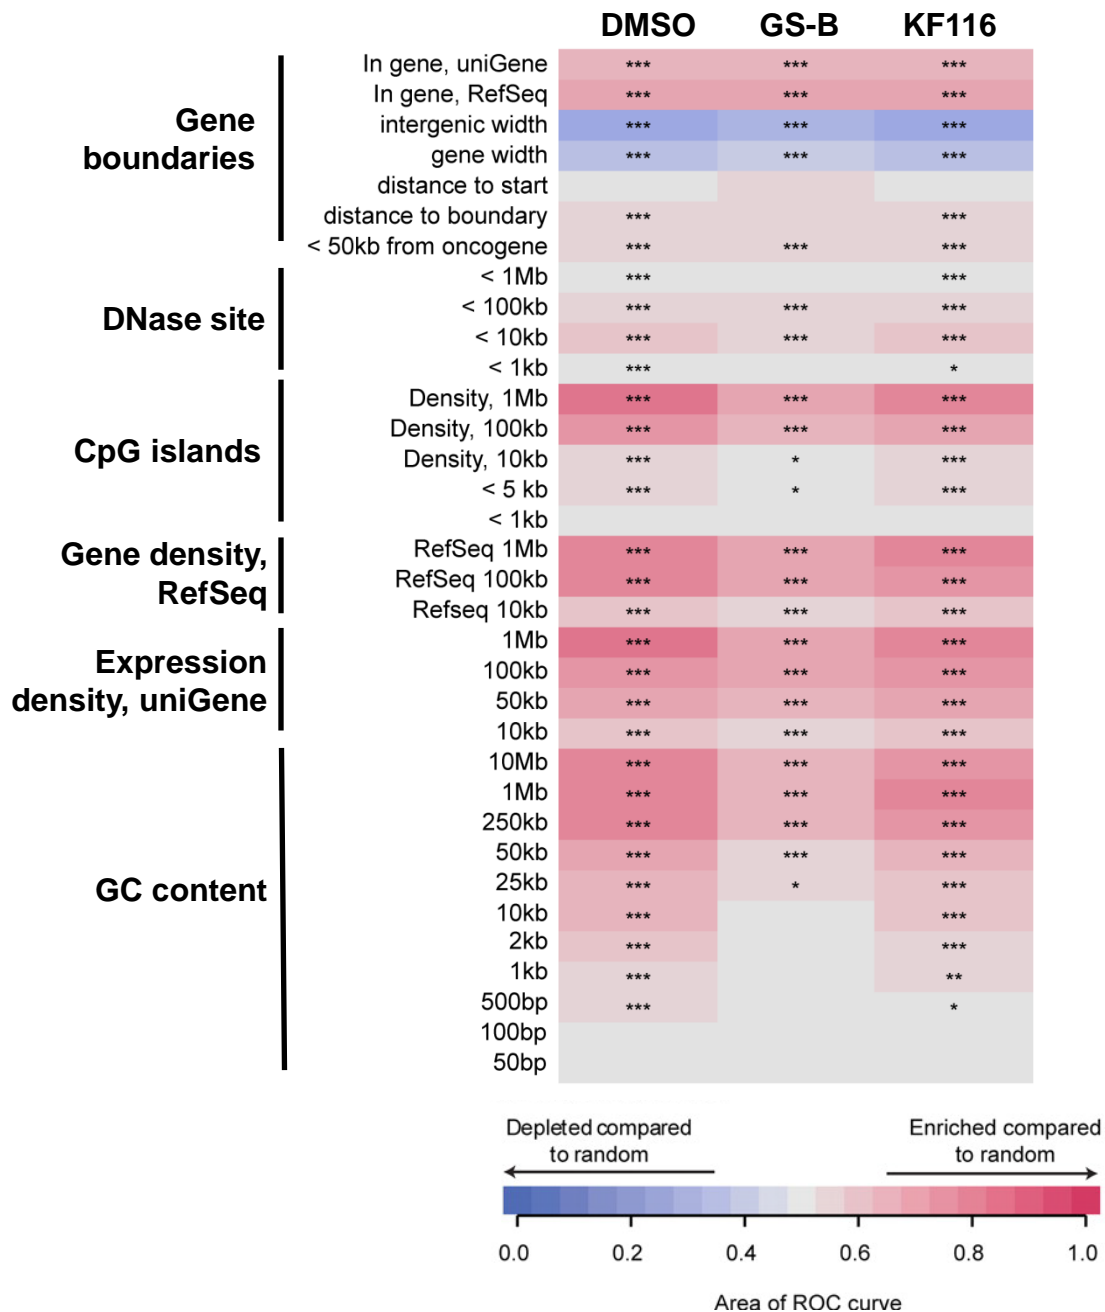 DMSO GS-B KF116
Gene
boundaries
In gene, uniGene *** *** ***
In gene, RefSeq *** *** ***
intergenic width *** *** ***
gene width *** *** ***
distance to start
distance to boundary *** ***
< 50kb from oncogene *** *** ***
DNase site
< 1Mb *** ***
< 100kb *** *** ***
< 10kb *** *** ***
< 1kb *** *
CpG islands
Density, 1Mb *** *** ***
Density, 100kb *** *** ***
Density, 10kb *** * ***
< 5 kb *** * ***
< 1kb
Gene density,
RefSeq
RefSeq 1Mb *** *** ***
RefSeq 100kb *** *** ***
Refseq 10kb *** *** ***
Expression
density, uniGene
1Mb *** *** ***
100kb *** *** ***
50kb *** *** ***
10kb *** *** ***
GC content
10Mb *** *** ***
1Mb *** *** ***
250kb *** *** ***
50kb *** *** ***
25kb *** * ***
10kb *** ***
2kb *** ***
1kb *** **
500bp *** *
100bp
50bp
Depleted compared
to random
Enriched compared
to random
0.0 0.2 0.4 0.6 0.8 1.0
Area of ROC curve